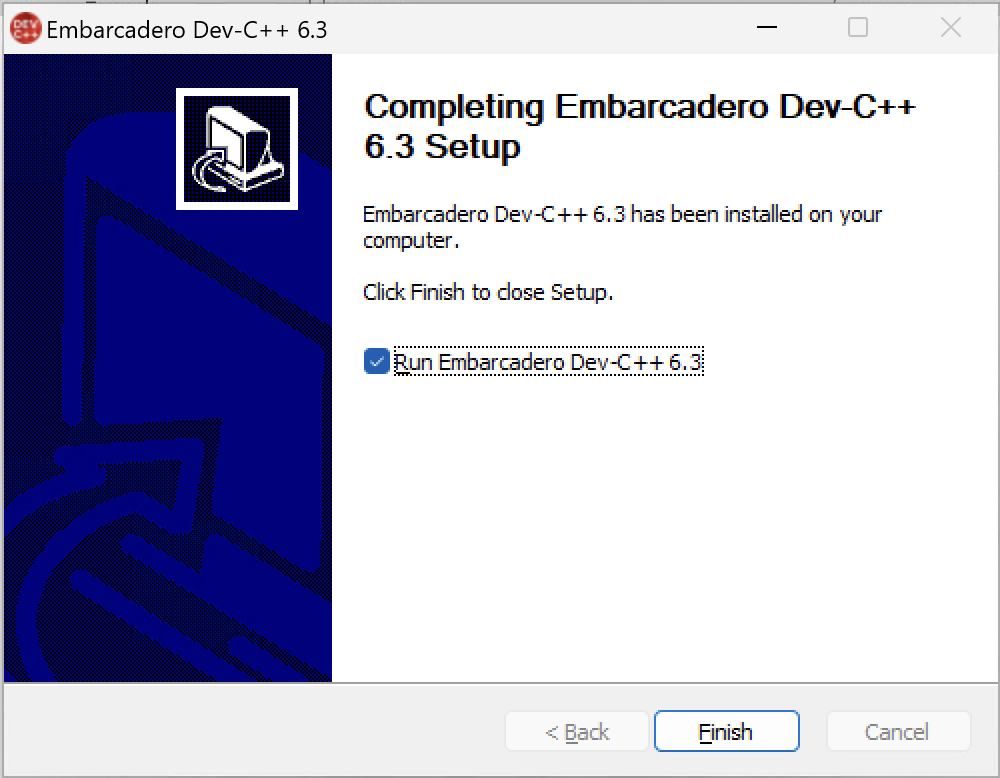 DEV C++
Embarcadero Dev-C++ 6.3
Completing Embarcadero Dev-C++
6.3 Setup
Embarcadero Dev-C++ 6.3 has been installed on your
computer.
Click Finish to close Setup.
Run Embarcadero Dev-C++ 6.3
< Back
Finish
Cancel